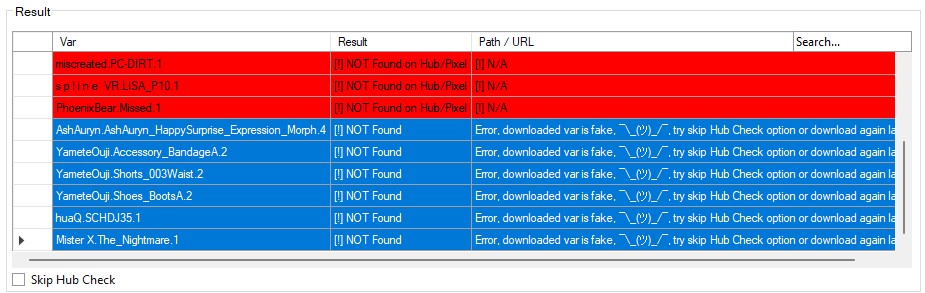 Result
Var Result Path / URL Search...
miscreated.PC-DIRT.1 [!] NOT Found on Hub/Pixel [!] N/A
s p l i n e VR.LISA_P10.1 [!] NOT Found on Hub/Pixel [!] N/A
PhoenixBear.Missed.1 [!] NOT Found on Hub/Pixel [!] N/A
AshAuryn.AshAuryn_HappySurprise_Expression_Morph.4 [!] NOT Found Error, downloaded var is fake, ¯\_(ツ)_/¯, try skip Hub Check option or download again la
YameteOuji.Accessory_BandageA.2 [!] NOT Found Error, downloaded var is fake, ¯\_(ツ)_/¯, try skip Hub Check option or download again la
YameteOuji.Shorts_003Waist.2 [!] NOT Found Error, downloaded var is fake, ¯\_(ツ)_/¯, try skip Hub Check option or download again la
YameteOuji.Shoes_BootsA.2 [!] NOT Found Error, downloaded var is fake, ¯\_(ツ)_/¯, try skip Hub Check option or download again la
huaQ.SCHDJ35.1 [!] NOT Found Error, downloaded var is fake, ¯\_(ツ)_/¯, try skip Hub Check option or download again la
Mister X.The_Nightmare.1 [!] NOT Found Error, downloaded var is fake, ¯\_(ツ)_/¯, try skip Hub Check option or download again la
Skip Hub Check